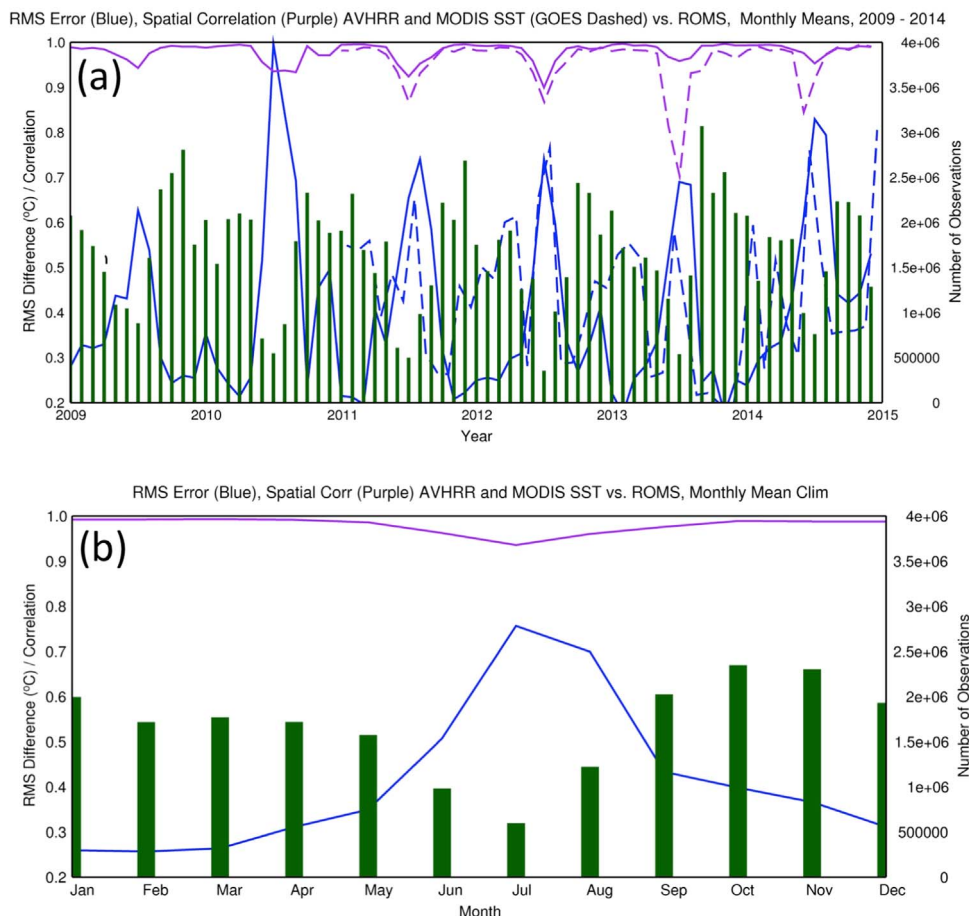 RMS Error (Blue), Spatial Correlation (Purple) AVHRR and MODIS SST (GOES Dashed) vs. ROMS, Monthly Means, 2009 - 2014
(a)
1.0
0.9
0.8
0.7
0.6
0.5
0.4
0.3
0.2
RMS Difference (ºC) / Correlation
4e+06
3.5e+06
3e+06
2.5e+06
2e+06
1.5e+06
1e+06
500000
0
Number of Observations
2009 2010 2011 2012 2013 2014 2015
Year
RMS Error (Blue), Spatial Corr (Purple) AVHRR and MODIS SST vs. ROMS, Monthly Mean Clim
(b)
1.0
0.9
0.8
0.7
0.6
0.5
0.4
0.3
0.2
RMS Difference (ºC) / Correlation
4e+06
3.5e+06
3e+06
2.5e+06
2e+06
1.5e+06
1e+06
500000
0
Number of Observations
Jan Feb Mar Apr May Jun Jul Aug Sep Oct Nov Dec
Month